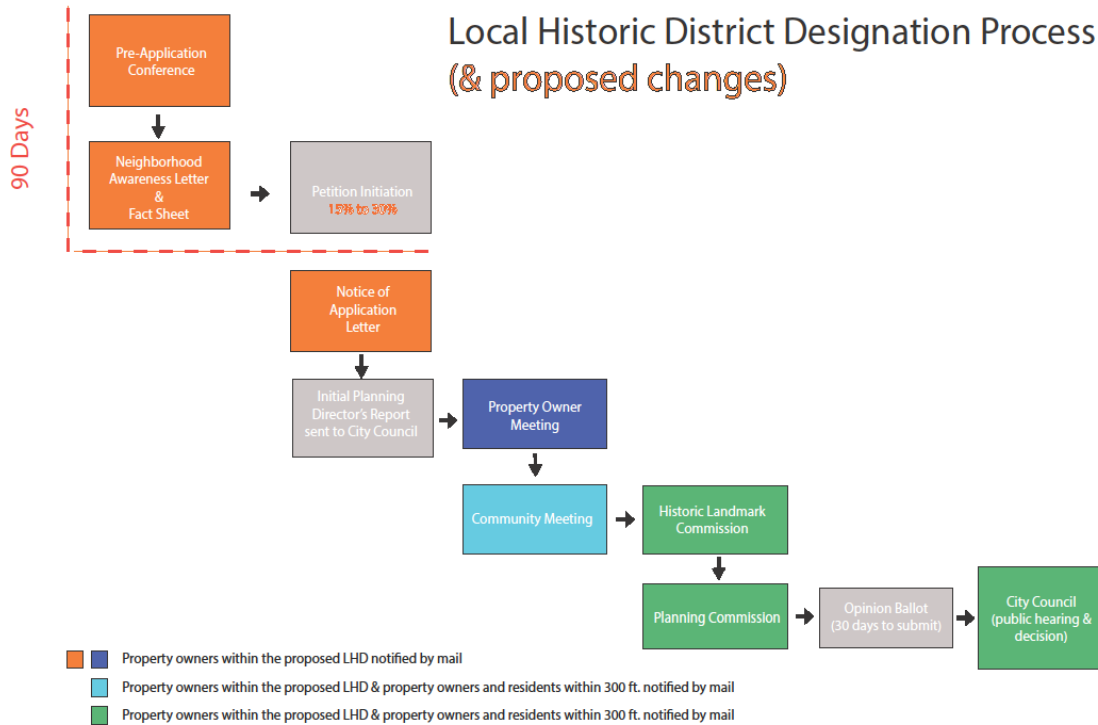 Local Historic District Designation Process
(& proposed changes)
90 Days
Pre-Application
Conference
Neighborhood
Awareness Letter
&
Fact Sheet
Petition Initiation
15% to 30%
Notice of
Application
Letter
Initial Planning
Director's Report
sent to City Council
Property Owner
Meeting
Community Meeting
Historic Landmark
Commission
Planning Commission
Opinion Ballot
(30 days to submit)
City Council
(public hearing &
decision)
Property owners within the proposed LHD notified by mail
Property owners within the proposed LHD & property owners and residents within 300 ft. notified by mail
Property owners within the proposed LHD & property owners and residents within 300 ft. notified by mail